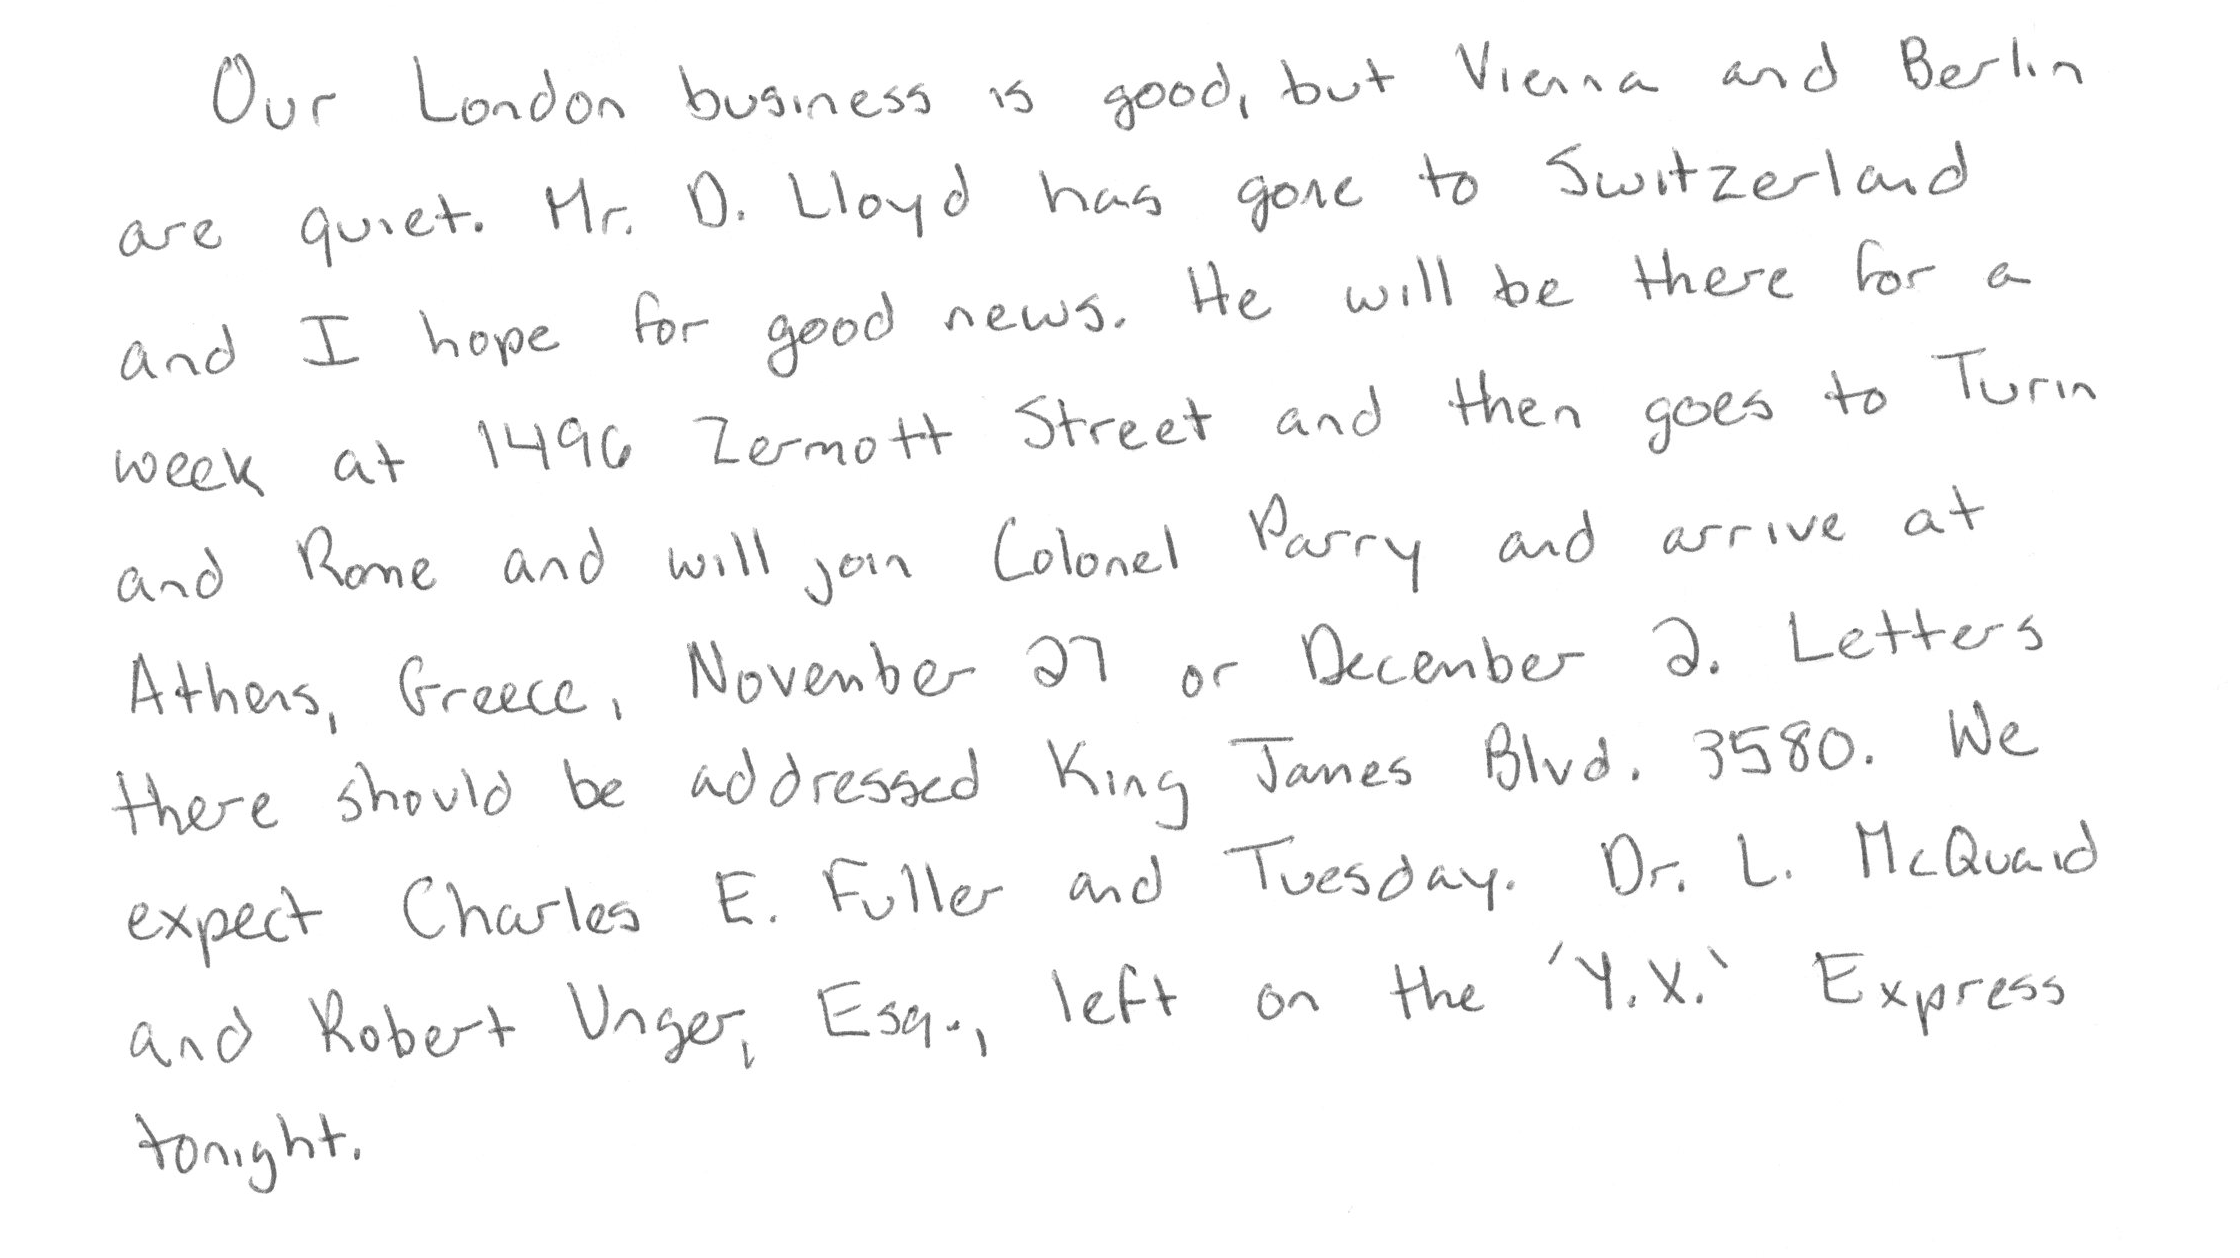 Our London business is good, but Vienna and Berlin
are quiet. Mr. D. Lloyd has gone to Switzerland
and I hope for good news. He will be there for a
week at 1496 Zermott Street and then goes to Turin
and Rome and will join Colonel Parry and arrive at
Athens, Greece, November 27 or December 2. Letters
there should be addressed King James Blvd. 3580. We
expect Charles E. Fuller and Tuesday. Dr. L. McQuaid
and Robert Unger, Esq., left on the 'Y.X.' Express
tonight.